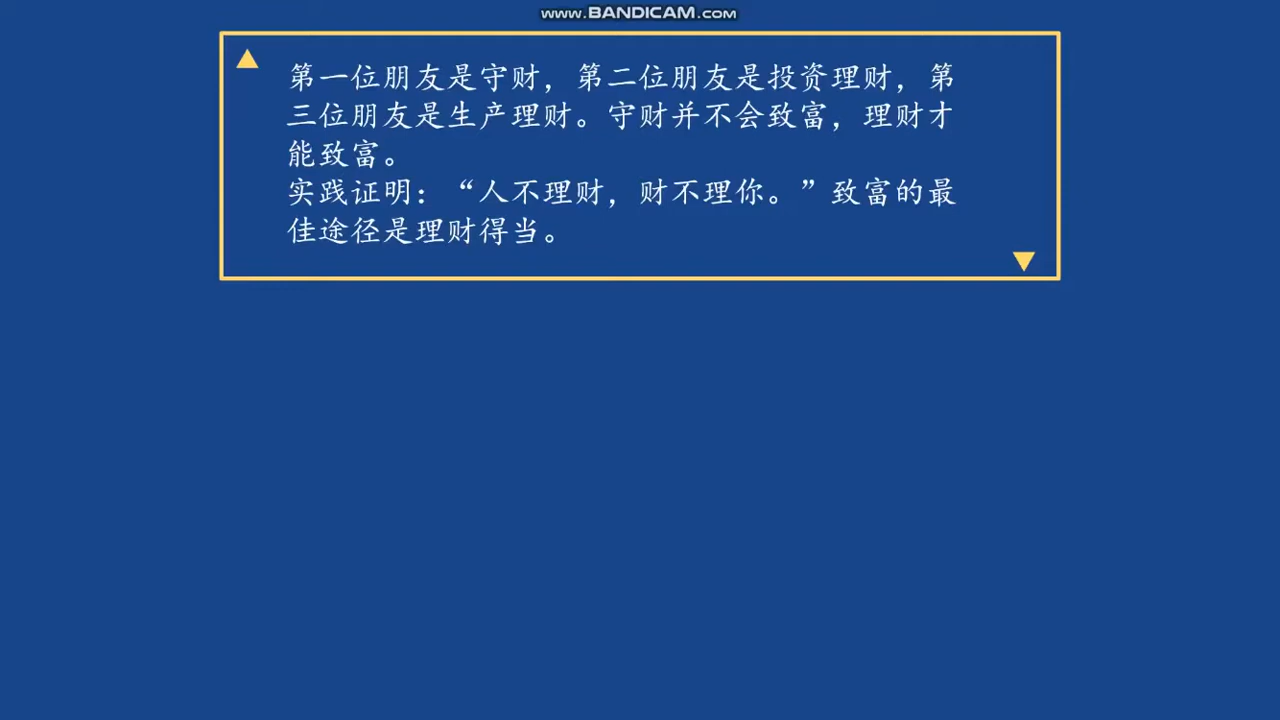 www.BANDICAM.com
第一位朋友是守财，第二位朋友是投资理财，第
三位朋友是生产理财。守财并不会致富，理财才
能致富。
实践证明：“人不理财，财不理你。”致富的最
佳途径是理财得当。